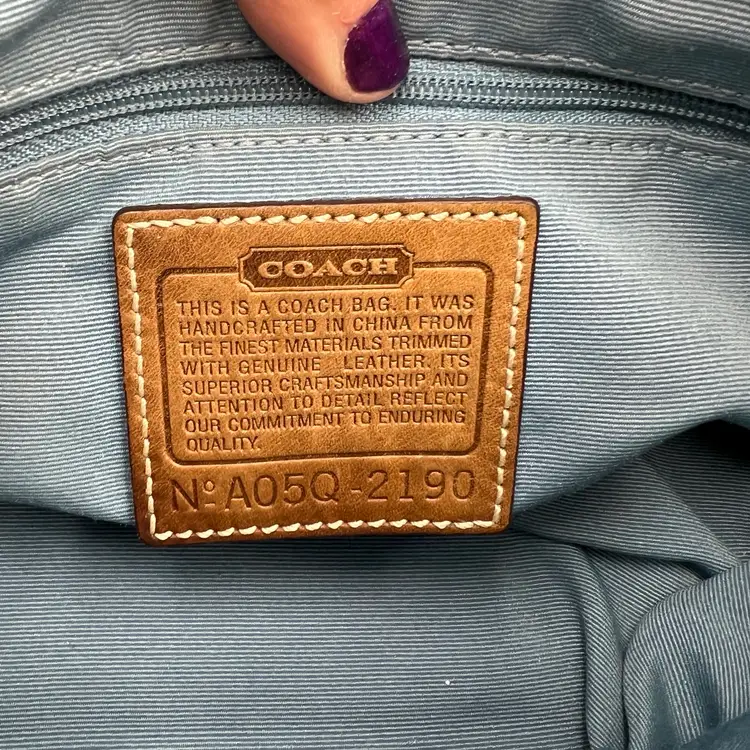 COACH
THIS IS A COACH BAG. IT WAS
HANDCRAFTED IN CHINA FROM
THE FINEST MATERIALS TRIMMED
WITH GENUINE LEATHER. ITS
SUPERIOR CRAFTSMANSHIP AND
ATTENTION TO DETAIL REFLECT
OUR COMMITMENT TO ENDURING
QUALITY.
Nº A05Q-2190